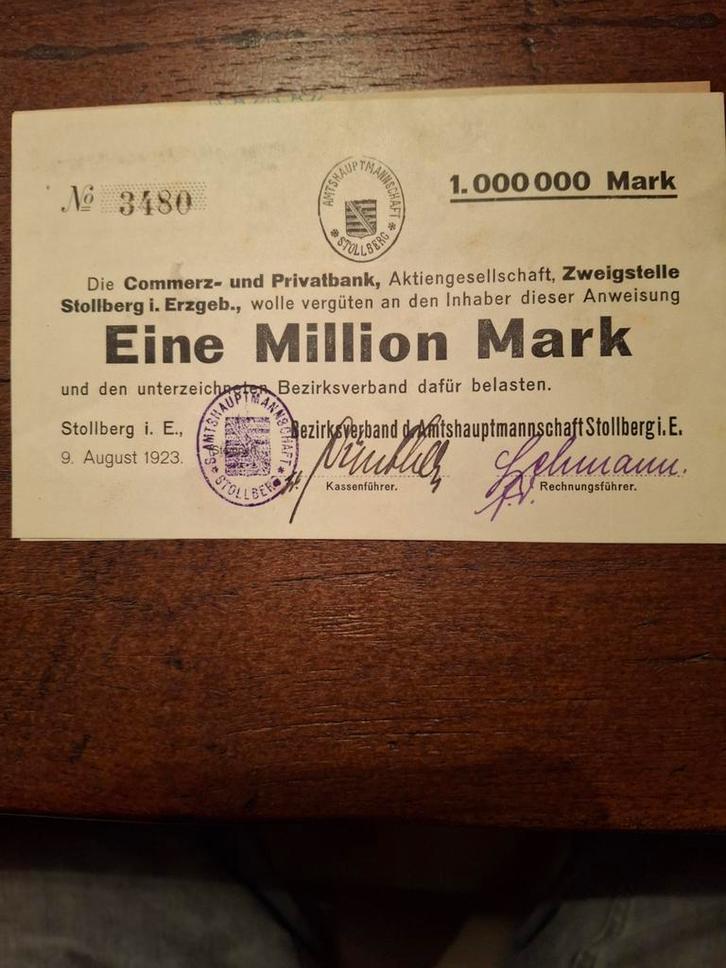 № 3480
AMTSHAUPTMANNSCHAFT
* STOLLBERG *
1.000000 Mark
Die Commerz- und Privatbank, Aktiengesellschaft, Zweigstelle
Stollberg i. Erzgeb., wolle vergüten an den Inhaber dieser Anweisung
Eine Million Mark
und den unterzeichneten Bezirksverband dafür belasten.
Stollberg i. E.,
9. August 1923.
S. AMTSHAUPTMANNSCHAFT
* STOLLBERG *
Bezirksverband d. Amtshauptmannschaft Stollberg i. E.
Lehmann.
Kassenführer.
Rechnungsführer.